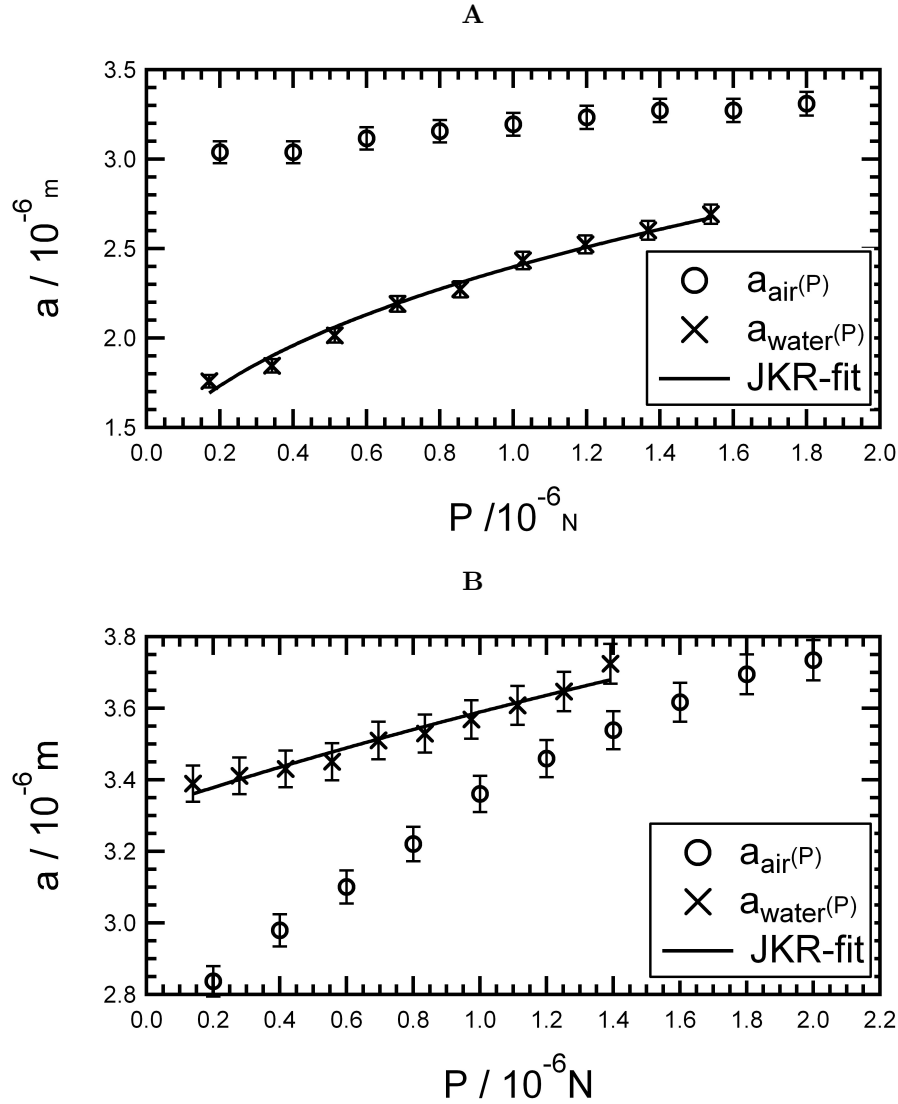 A
3.5
3.0
2.5
2.0
1.5
a / 10⁻⁶ m
aair(P)
awater(P)
JKR-fit
0.0 0.2 0.4 0.6 0.8 1.0 1.2 1.4 1.6 1.8 2.0
P /10⁻⁶ N
B
3.8
3.6
3.4
3.2
3.0
2.8
a / 10⁻⁶m
aair(P)
awater(P)
JKR-fit
0.0 0.2 0.4 0.6 0.8 1.0 1.2 1.4 1.6 1.8 2.0 2.2
P / 10⁻⁶N